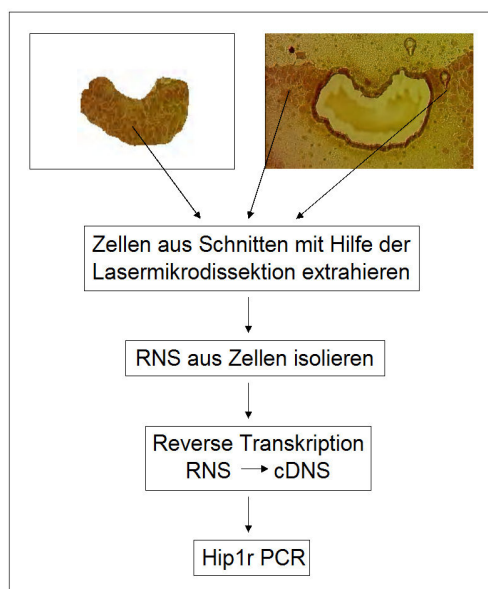 Zellen aus Schnitten mit Hilfe der
Lasermikrodissektion extrahieren
RNS aus Zellen isolieren
Reverse Transkription
RNS → cDNS
Hip1r PCR